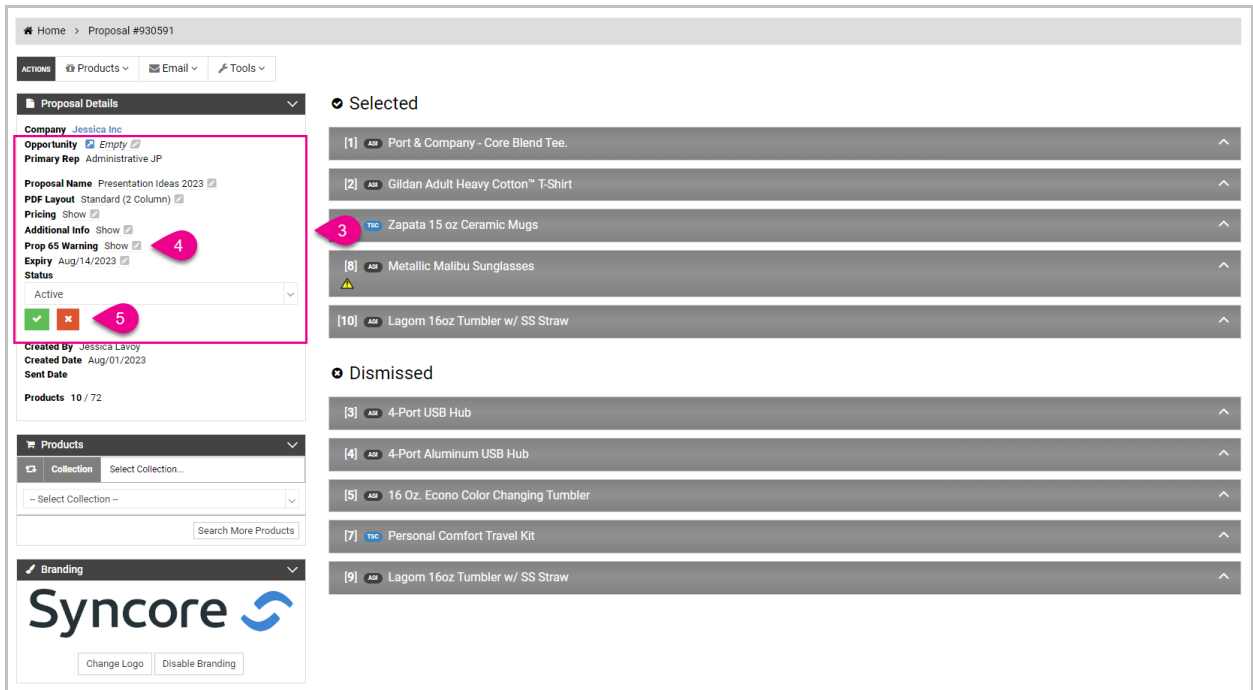 Home > Proposal #930591
ACTIONS Products Email Tools
Proposal Details
Company Jessica Inc
Opportunity Empty
Primary Rep Administrative JP
Proposal Name Presentation Ideas 2023
PDF Layout Standard (2 Column)
Pricing Show
Additional Info Show
Prop 65 Warning Show
4
Expiry Aug/14/2023
Status
Active
5
3
Created By Jessica Lavoy
Created Date Aug/01/2023
Sent Date
Products 10 / 72
Products
Collection Select Collection...
-- Select Collection --
Search More Products
Branding
Syncore
Change Logo Disable Branding
Selected
[1] ASI Port & Company - Core Blend Tee.
[2] ASI Gildan Adult Heavy Cotton™ T-Shirt
TSC Zapata 15 oz Ceramic Mugs
[8] ASI Metallic Malibu Sunglasses
[10] ASI Lagom 16oz Tumbler w/ SS Straw
Dismissed
[3] ASI 4-Port USB Hub
[4] ASI 4-Port Aluminum USB Hub
[5] ASI 16 Oz. Econo Color Changing Tumbler
[7] TSC Personal Comfort Travel Kit
[9] ASI Lagom 16oz Tumbler w/ SS Straw